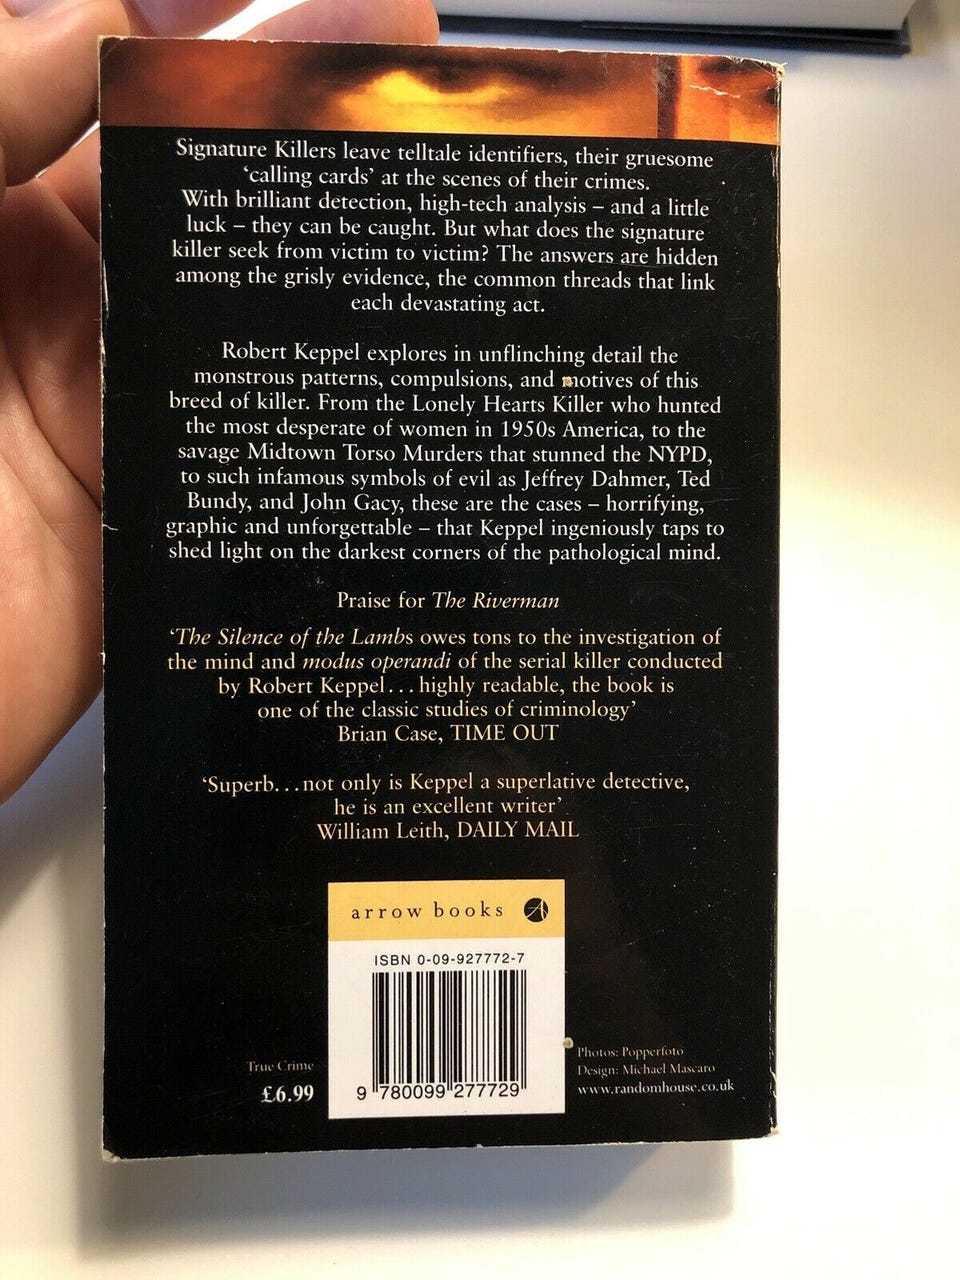 Signature Killers leave telltale identifiers, their gruesome
‘calling cards’ at the scenes of their crimes.
With brilliant detection, high-tech analysis – and a little
luck – they can be caught. But what does the signature
killer seek from victim to victim? The answers are hidden
among the grisly evidence, the common threads that link
each devastating act.
Robert Keppel explores in unflinching detail the
monstrous patterns, compulsions, and motives of this
breed of killer. From the Lonely Hearts Killer who hunted
the most desperate of women in 1950s America, to the
savage Midtown Torso Murders that stunned the NYPD,
to such infamous symbols of evil as Jeffrey Dahmer, Ted
Bundy, and John Gacy, these are the cases – horrifying,
graphic and unforgettable – that Keppel ingeniously taps to
shed light on the darkest corners of the pathological mind.
Praise for The Riverman
‘The Silence of the Lambs owes tons to the investigation of
the mind and modus operandi of the serial killer conducted
by Robert Keppel...highly readable, the book is
one of the classic studies of criminology’
Brian Case, TIME OUT
‘Superb...not only is Keppel a superlative detective,
he is an excellent writer’
William Leith, DAILY MAIL
arrow books A
ISBN 0-09-927772-7
9 780099 277729
True Crime
£6.99
Photos: Popperfoto
Design: Michael Mascaro
www.randomhouse.co.uk